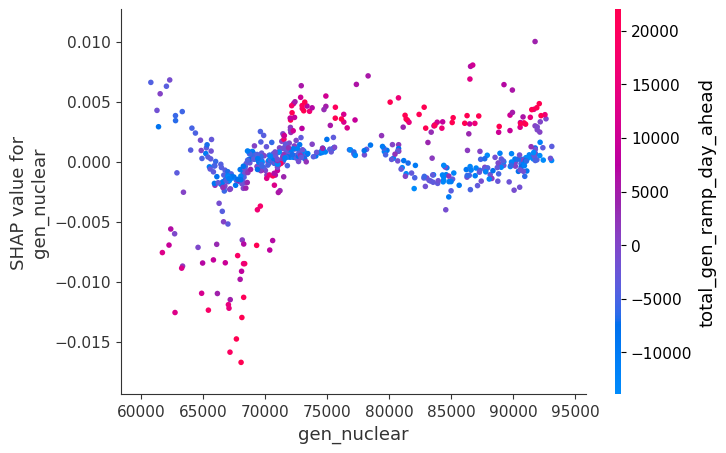 0.010
0.005
0.000
−0.005
−0.010
−0.015
SHAP value for
gen_nuclear
60000 65000 70000 75000 80000 85000 90000 95000
gen_nuclear
20000
15000
10000
5000
0
−5000
−10000
total_gen_ramp_day_ahead